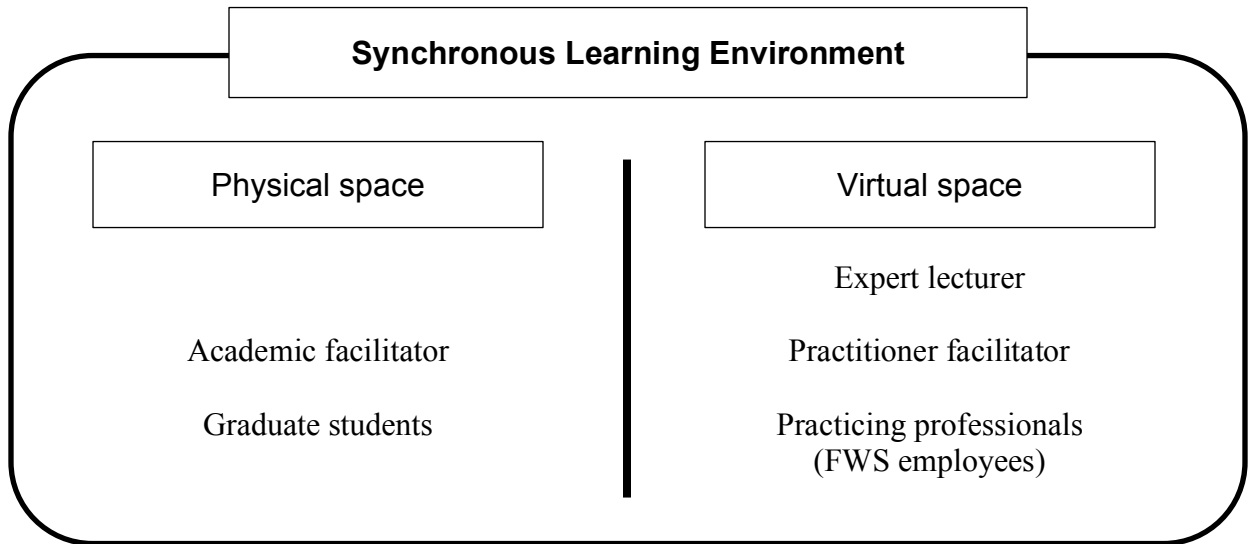 Synchronous Learning Environment
Physical space
Academic facilitator
Graduate students
Virtual space
Expert lecturer
Practitioner facilitator
Practicing professionals
(FWS employees)